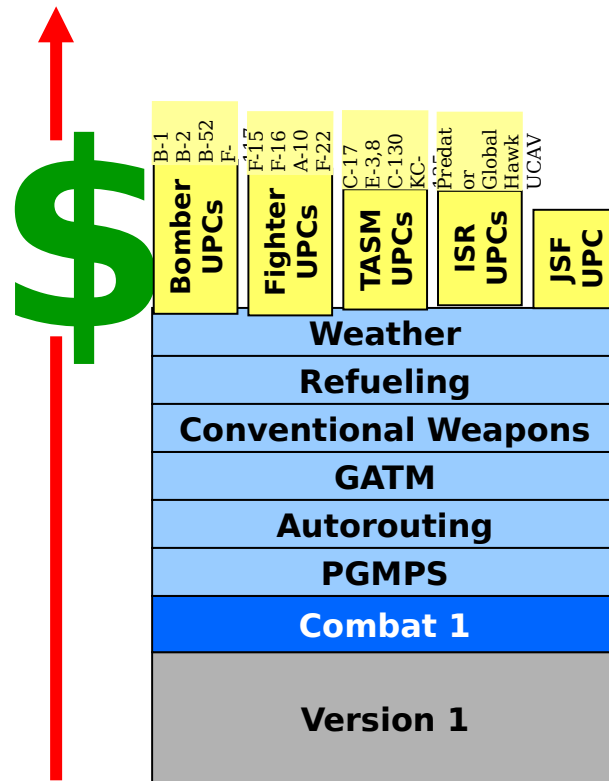 B-1
B-2
B-52
F-
Bomber
UPCs
F-15
F-16
A-10
F-22
Fighter
UPCs
C-17
E-3,8
C-130
KC-
TASM
UPCs
Predat
or
Global
Hawk
UCAV
ISR
UPCs
JSF
UPC
$
Weather
Refueling
Conventional Weapons
GATM
Autorouting
PGMPS
Combat 1
Version 1